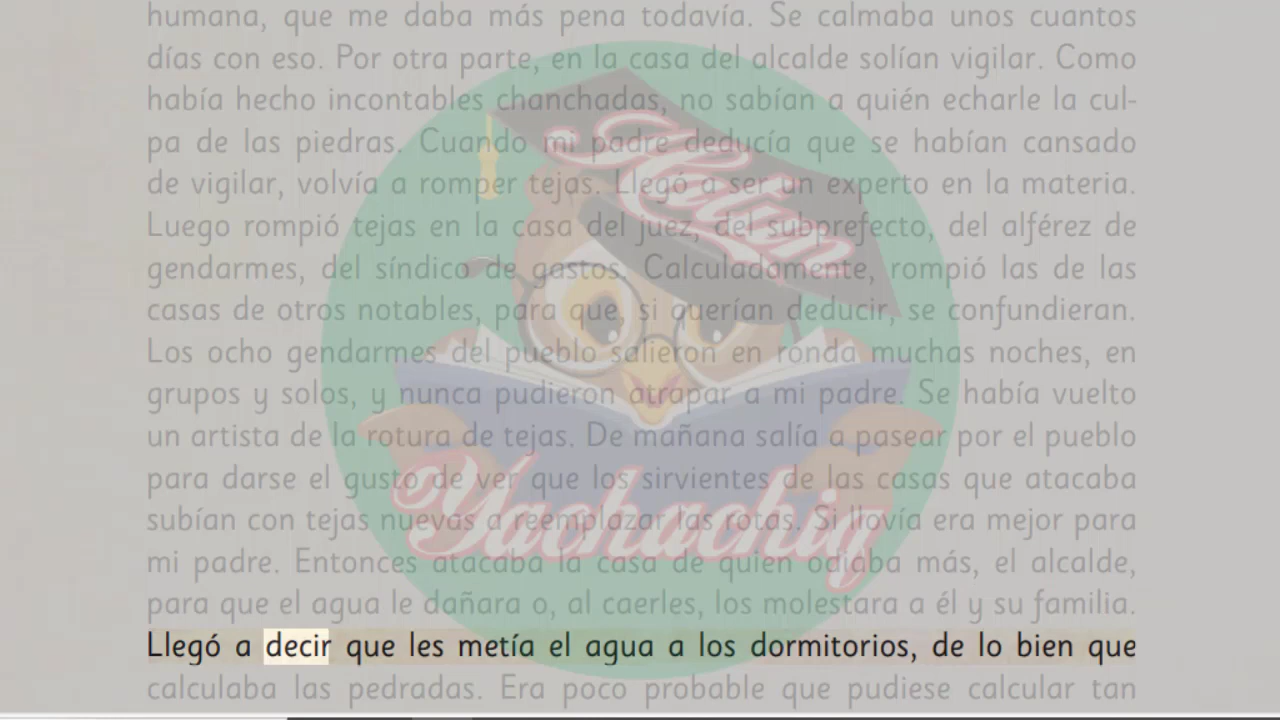 humana, que me daba más pena todavía. Se calmaba unos cuantos
días con eso. Por otra parte, en la casa del alcalde solían vigilar. Como
había hecho incontables chanchadas, no sabían a quién echarle la cul-
pa de las piedras. Cuando mi padre deducía que se habían cansado
de vigilar, volvía a romper tejas. Llegó a ser un experto en la materia.
Luego rompió tejas en la casa del juez, del subprefecto, del alférez de
gendarmes, del síndico de gastos. Calculadamente, rompió las de las
casas de otros notables, para que, si querían deducir, se confundieran.
Los ocho gendarmes del pueblo salieron en ronda muchas noches, en
grupos y solos, y nunca pudieron atrapar a mi padre. Se había vuelto
un artista de la rotura de tejas. De mañana salía a pasear por el pueblo
para darse el gusto de ver que los sirvientes de las casas que atacaba
subían con tejas nuevas a reemplazar las rotas. Si llovía era mejor para
mi padre. Entonces atacaba la casa de quien odiaba más, el alcalde,
para que el agua le dañara o, al caerles, los molestara a él y su familia.
Llegó a decir que les metía el agua a los dormitorios, de lo bien que
calculaba las pedradas. Era poco probable que pudiese calcular tan
Hatun
Yachachiq